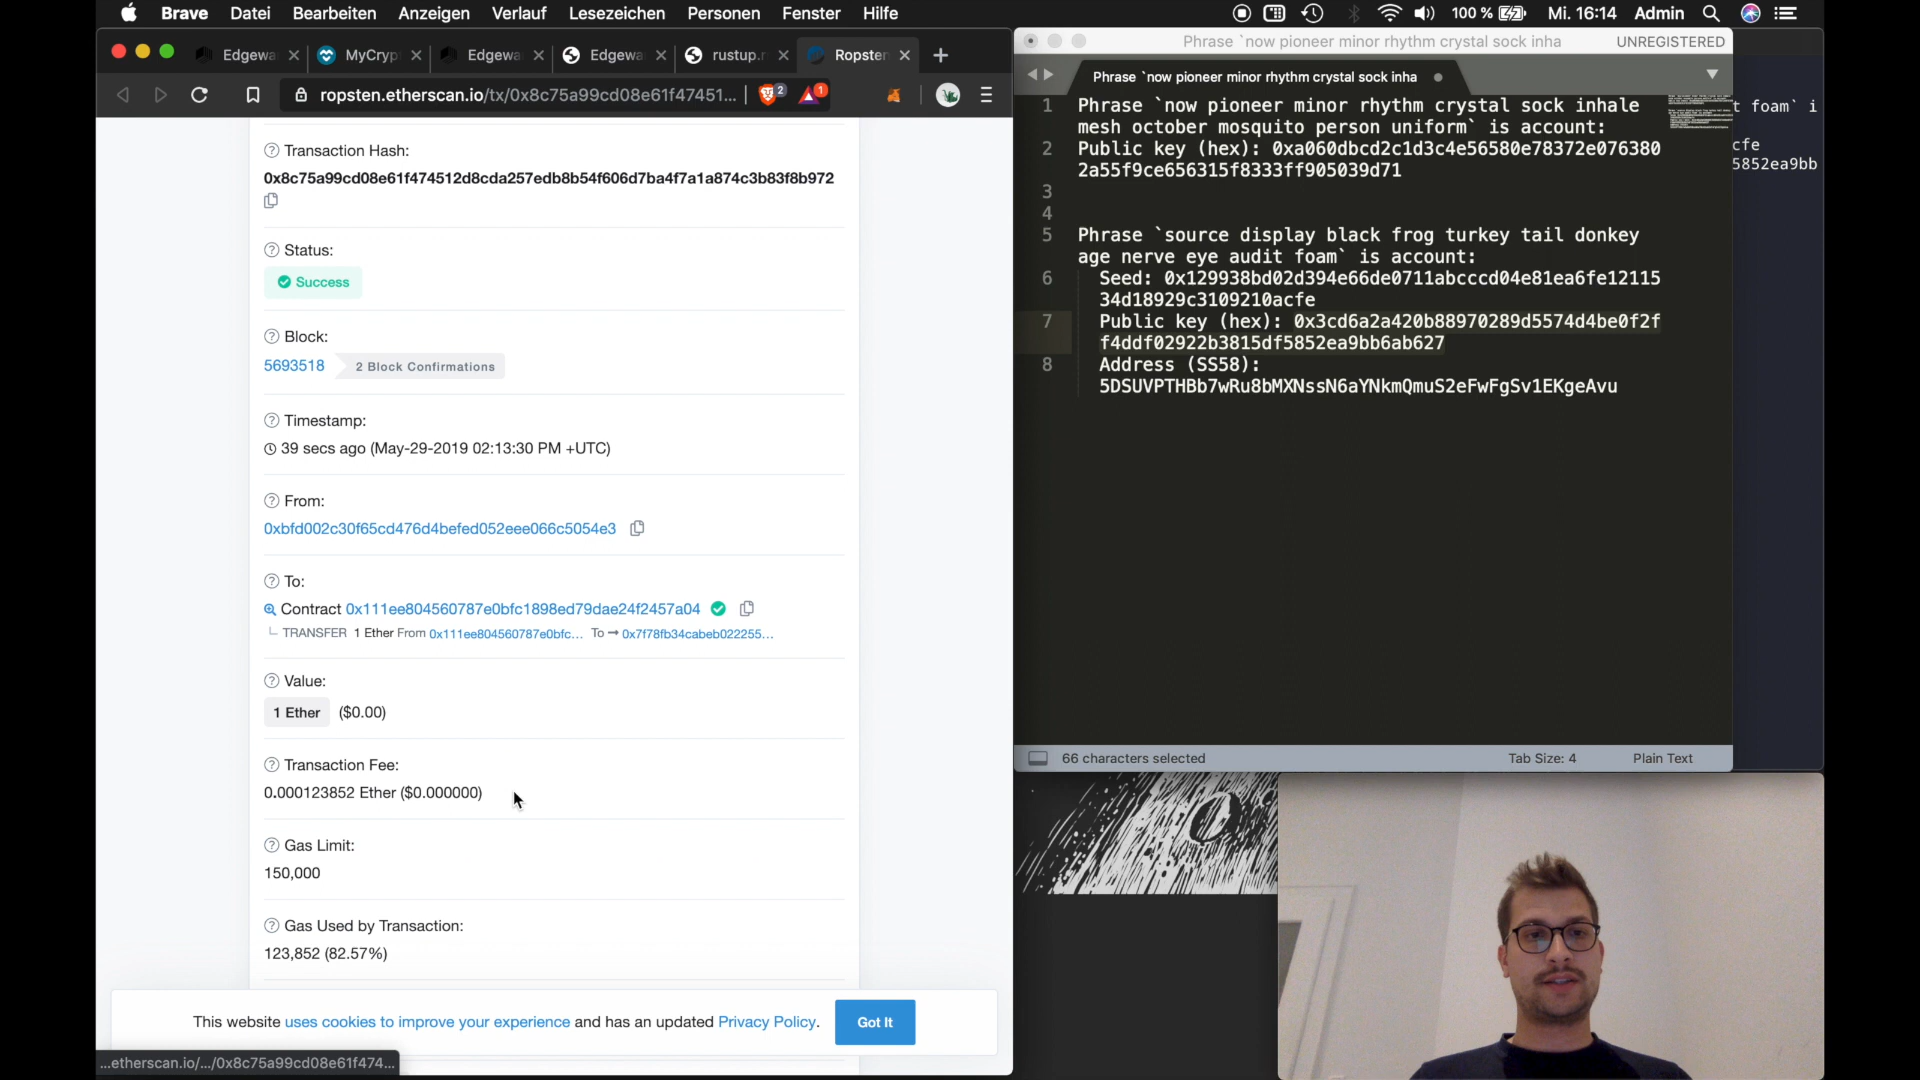 Brave Datei Bearbeiten Anzeigen Verlauf Lesezeichen Personen Fenster Hilfe 100 % Mi. 16:14 Admin
Edgewa MyCryp Edgewa Edgewa rustup.r Ropsten
ropsten.etherscan.io/tx/0x8c75a99cd08e61f47451... 2 1
Transaction Hash:
0x8c75a99cd08e61f474512d8cda257edb8b54f606d7ba4f7a1a874c3b83f8b972
Status:
Success
Block:
5693518 2 Block Confirmations
Timestamp:
39 secs ago (May-29-2019 02:13:30 PM +UTC)
From:
0xbfd002c30f65cd476d4befed052eee066c5054e3
To:
Contract 0x111ee804560787e0bfc1898ed79dae24f2457a04
TRANSFER 1 Ether From 0x111ee804560787e0bfc... To → 0x7f78fb34cabeb022255...
Value:
1 Ether ($0.00)
Transaction Fee:
0.000123852 Ether ($0.000000)
Gas Limit:
150,000
Gas Used by Transaction:
123,852 (82.57%)
This website uses cookies to improve your experience and has an updated Privacy Policy. Got It
...etherscan.io/.../0x8c75a99cd08e61f474...
Phrase `now pioneer minor rhythm crystal sock inha UNREGISTERED
Phrase `now pioneer minor rhythm crystal sock inha
1 Phrase `now pioneer minor rhythm crystal sock inhale
mesh october mosquito person uniform` is account:
2 Public key (hex): 0xa060dbcd2c1d3c4e56580e78372e076380
2a55f9ce656315f8333ff905039d71
3
4
5 Phrase `source display black frog turkey tail donkey
age nerve eye audit foam` is account:
6 Seed: 0x129938bd02d394e66de0711abcccd04e81ea6fe12115
34d18929c3109210acfe
7 Public key (hex): 0x3cd6a2a420b88970289d5574d4be0f2f
f4ddf02922b3815df5852ea9bb6ab627
8 Address (SS58):
5DSUVPTHBb7wRu8bMXNssN6aYNkmQmuS2eFwFgSv1EKgeAvu
66 characters selected Tab Size: 4 Plain Text
t foam` i
cfe
5852ea9bb